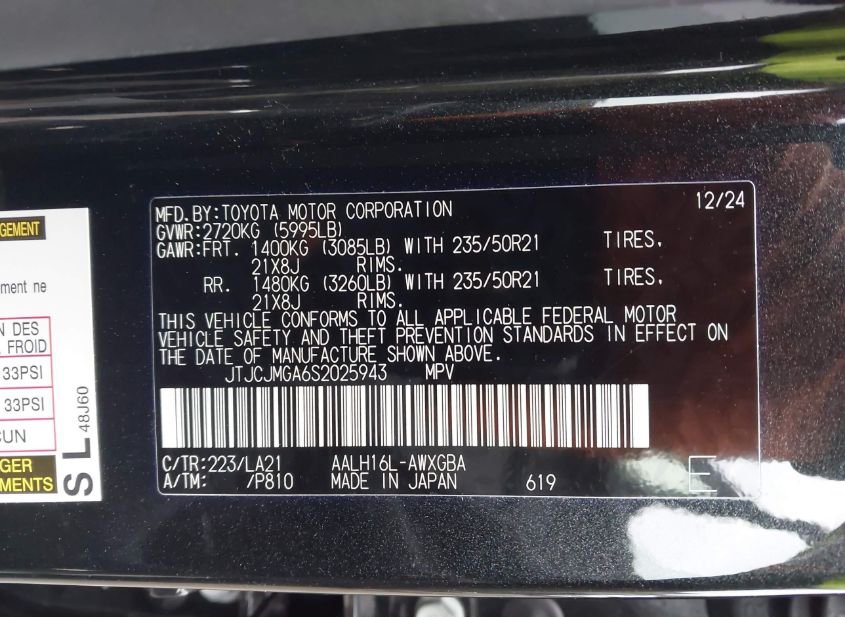 GEMENT
ement ne
N DES
FROID
33PSI
33PSI
CUN
GER
EMENTS
SL
48J60
MFD.BY:TOYOTA MOTOR CORPORATION 12/24
GVWR:2720KG (5995LB)
GAWR:FRT. 1400KG (3085LB) WITH 235/50R21 TIRES,
21X8J RIMS.
RR. 1480KG (3260LB) WITH 235/50R21 TIRES,
21X8J RIMS.
THIS VEHICLE CONFORMS TO ALL APPLICABLE FEDERAL MOTOR
VEHICLE SAFETY AND THEFT PREVENTION STANDARDS IN EFFECT ON
THE DATE OF MANUFACTURE SHOWN ABOVE.
JTJCJMGA6S2025943 MPV
C/TR:223/LA21 AALH16L-AWXGBA
A/TM: /P810 MADE IN JAPAN 619 E